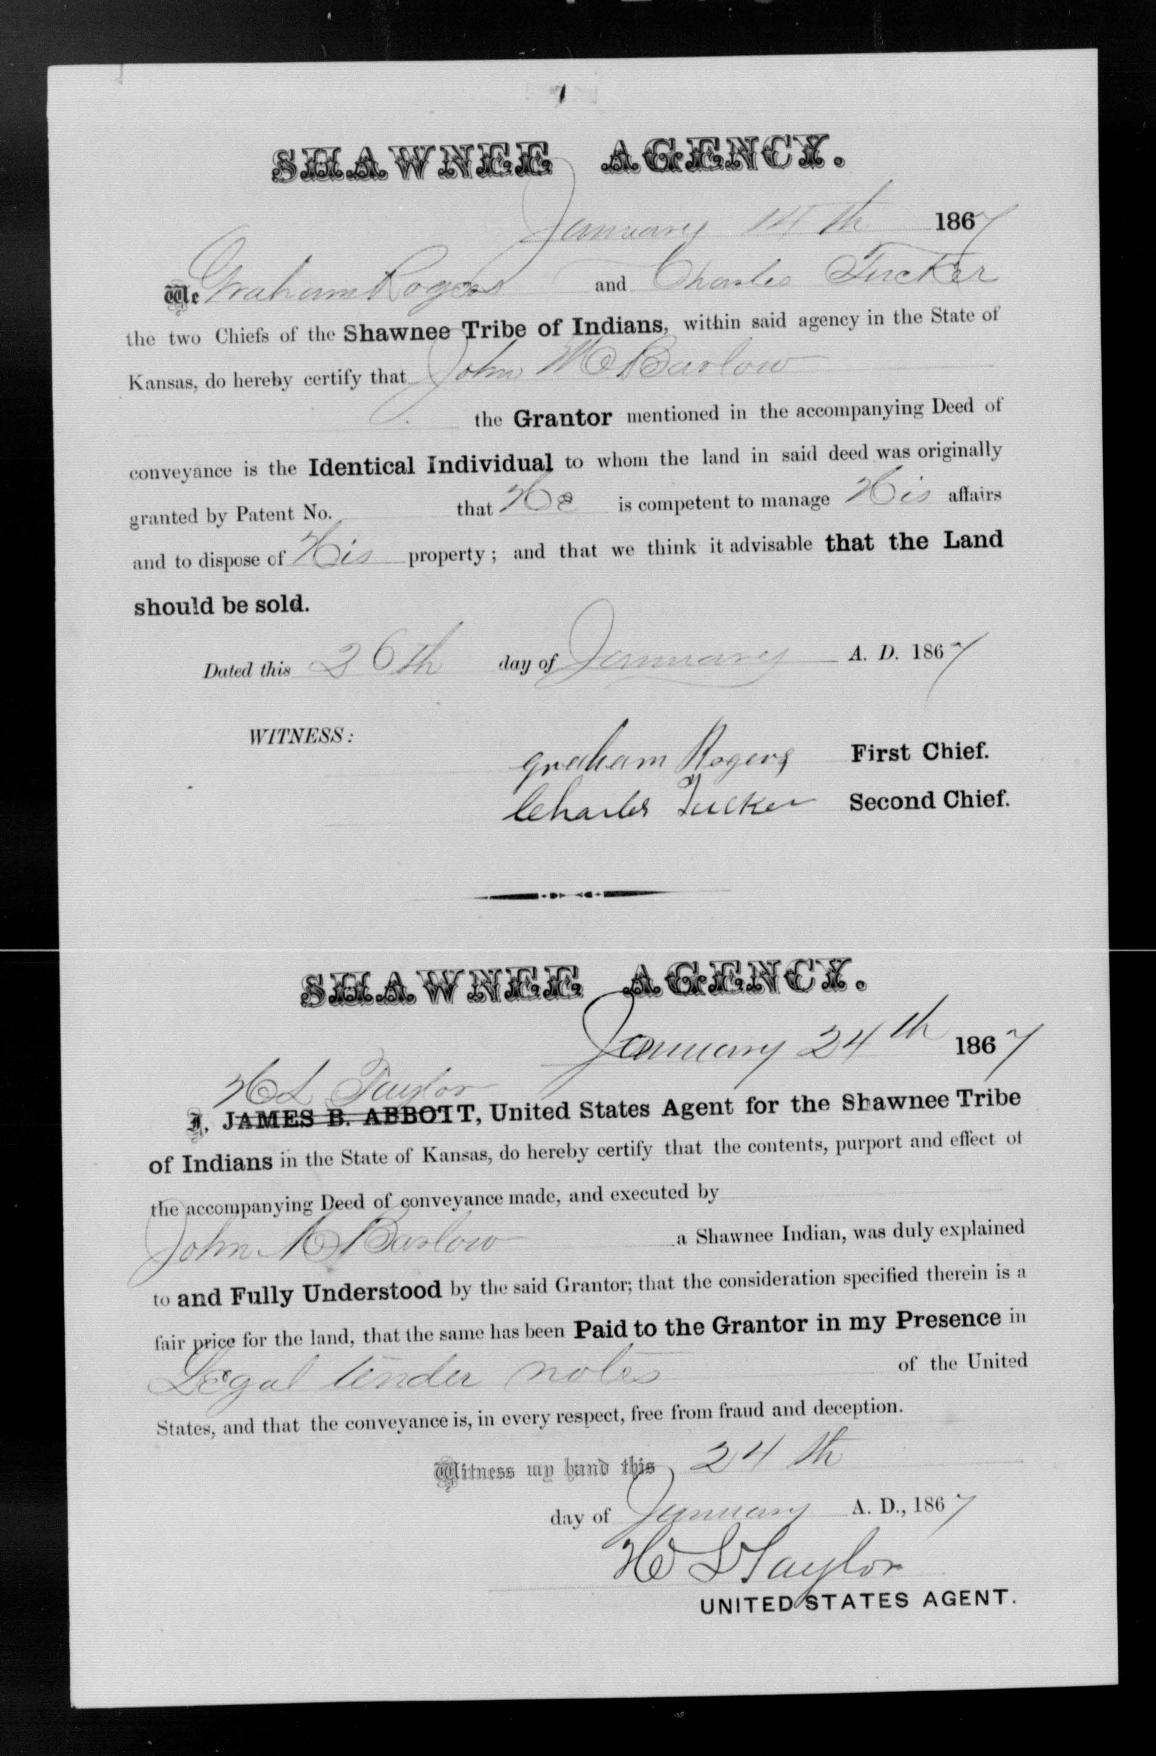 SHAWNEE AGENCY.
January 14th 1867
We Graham Rogers and Charles Tucker
the two Chiefs of the Shawnee Tribe of Indians, within said agency in the State of
Kansas, do hereby certify that John M Barlow
the Grantor mentioned in the accompanying Deed of
conveyance is the Identical Individual to whom the land in said deed was originally
granted by Patent No. that He is competent to manage His affairs
and to dispose of His property; and that we think it advisable that the Land
should be sold.
Dated this 26th day of January A. D. 1867
WITNESS:
Graham Rogers First Chief.
Charles Tucker Second Chief.
SHAWNEE AGENCY.
January 24th 1867
H L Taylor
I, JAMES B. ABBOTT, United States Agent for the Shawnee Tribe
of Indians in the State of Kansas, do hereby certify that the contents, purport and effect of
the accompanying Deed of conveyance made, and executed by
John M Barlow a Shawnee Indian, was duly explained
to and Fully Understood by the said Grantor; that the consideration specified therein is a
fair price for the land, that the same has been Paid to the Grantor in my Presence in
Legal tender notes of the United
States, and that the conveyance is, in every respect, free from fraud and deception.
Witness my hand this 24th
day of January A. D., 1867
H L Taylor
UNITED STATES AGENT.